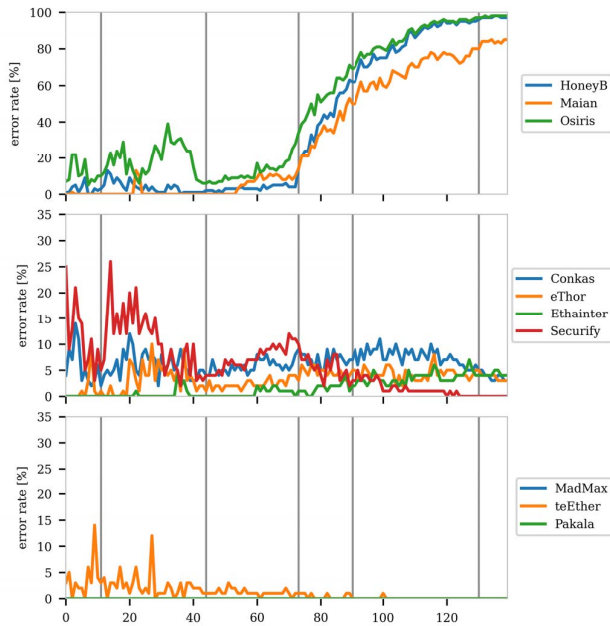 100
80
60
40
20
0
error rate [%]
HoneyB
Maian
Osiris
35
30
25
20
15
10
5
0
error rate [%]
Conkas
eThor
Ethainter
Securify
35
30
25
20
15
10
5
0
error rate [%]
MadMax
teEther
Pakala
0 20 40 60 80 100 120